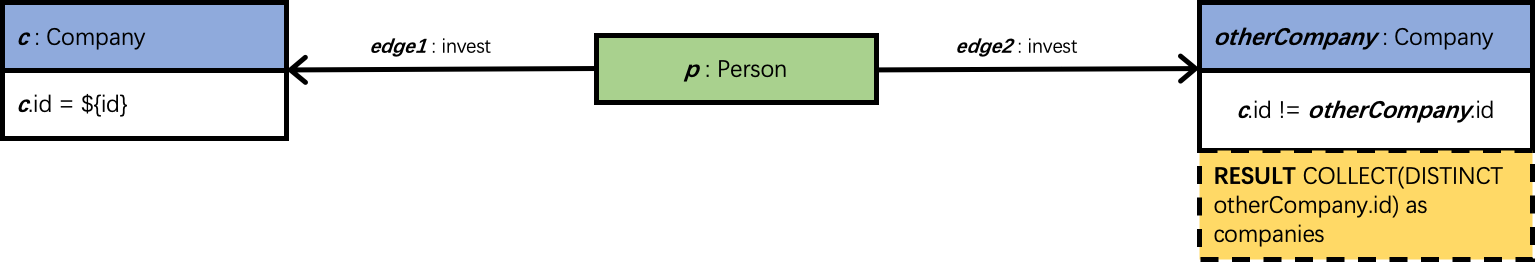 c : Company
c.id = ${id}
edge1 : invest
p : Person
edge2 : invest
otherCompany : Company
c.id != otherCompany.id
RESULT COLLECT(DISTINCT
otherCompany.id) as
companies